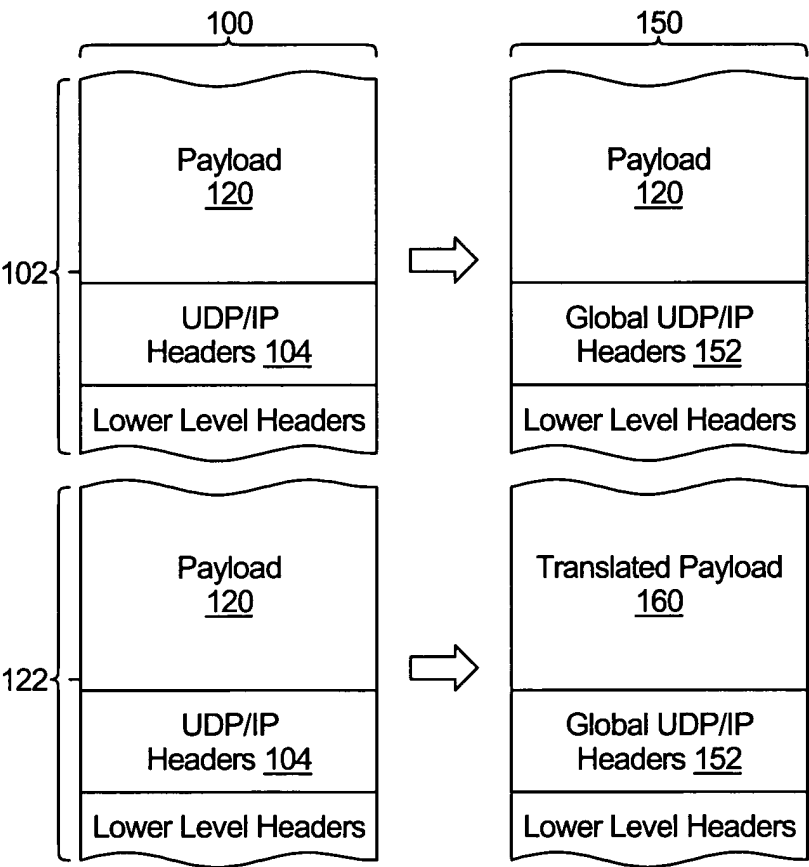 100
150
Payload
120
Payload
120
102
UDP/IP
Headers 104
Global UDP/IP
Headers 152
Lower Level Headers
Lower Level Headers
Payload
120
Translated Payload
160
122
UDP/IP
Headers 104
Global UDP/IP
Headers 152
Lower Level Headers
Lower Level Headers